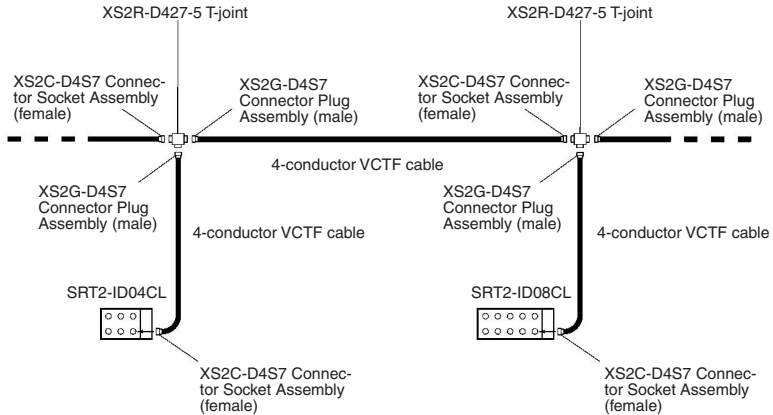 XS2R-D427-5 T-joint
XS2R-D427-5 T-joint
XS2C-D4S7 Connec-
tor Socket Assembly
(female)
XS2G-D4S7
Connector Plug
Assembly (male)
XS2C-D4S7 Connec-
tor Socket Assembly
(female)
XS2G-D4S7
Connector Plug
Assembly (male)
4-conductor VCTF cable
XS2G-D4S7
Connector Plug
Assembly (male)
4-conductor VCTF cable
XS2G-D4S7
Connector Plug
Assembly (male)
4-conductor VCTF cable
SRT2-ID04CL
SRT2-ID08CL
XS2C-D4S7 Connec-
tor Socket Assembly
(female)
XS2C-D4S7 Connec-
tor Socket Assembly
(female)